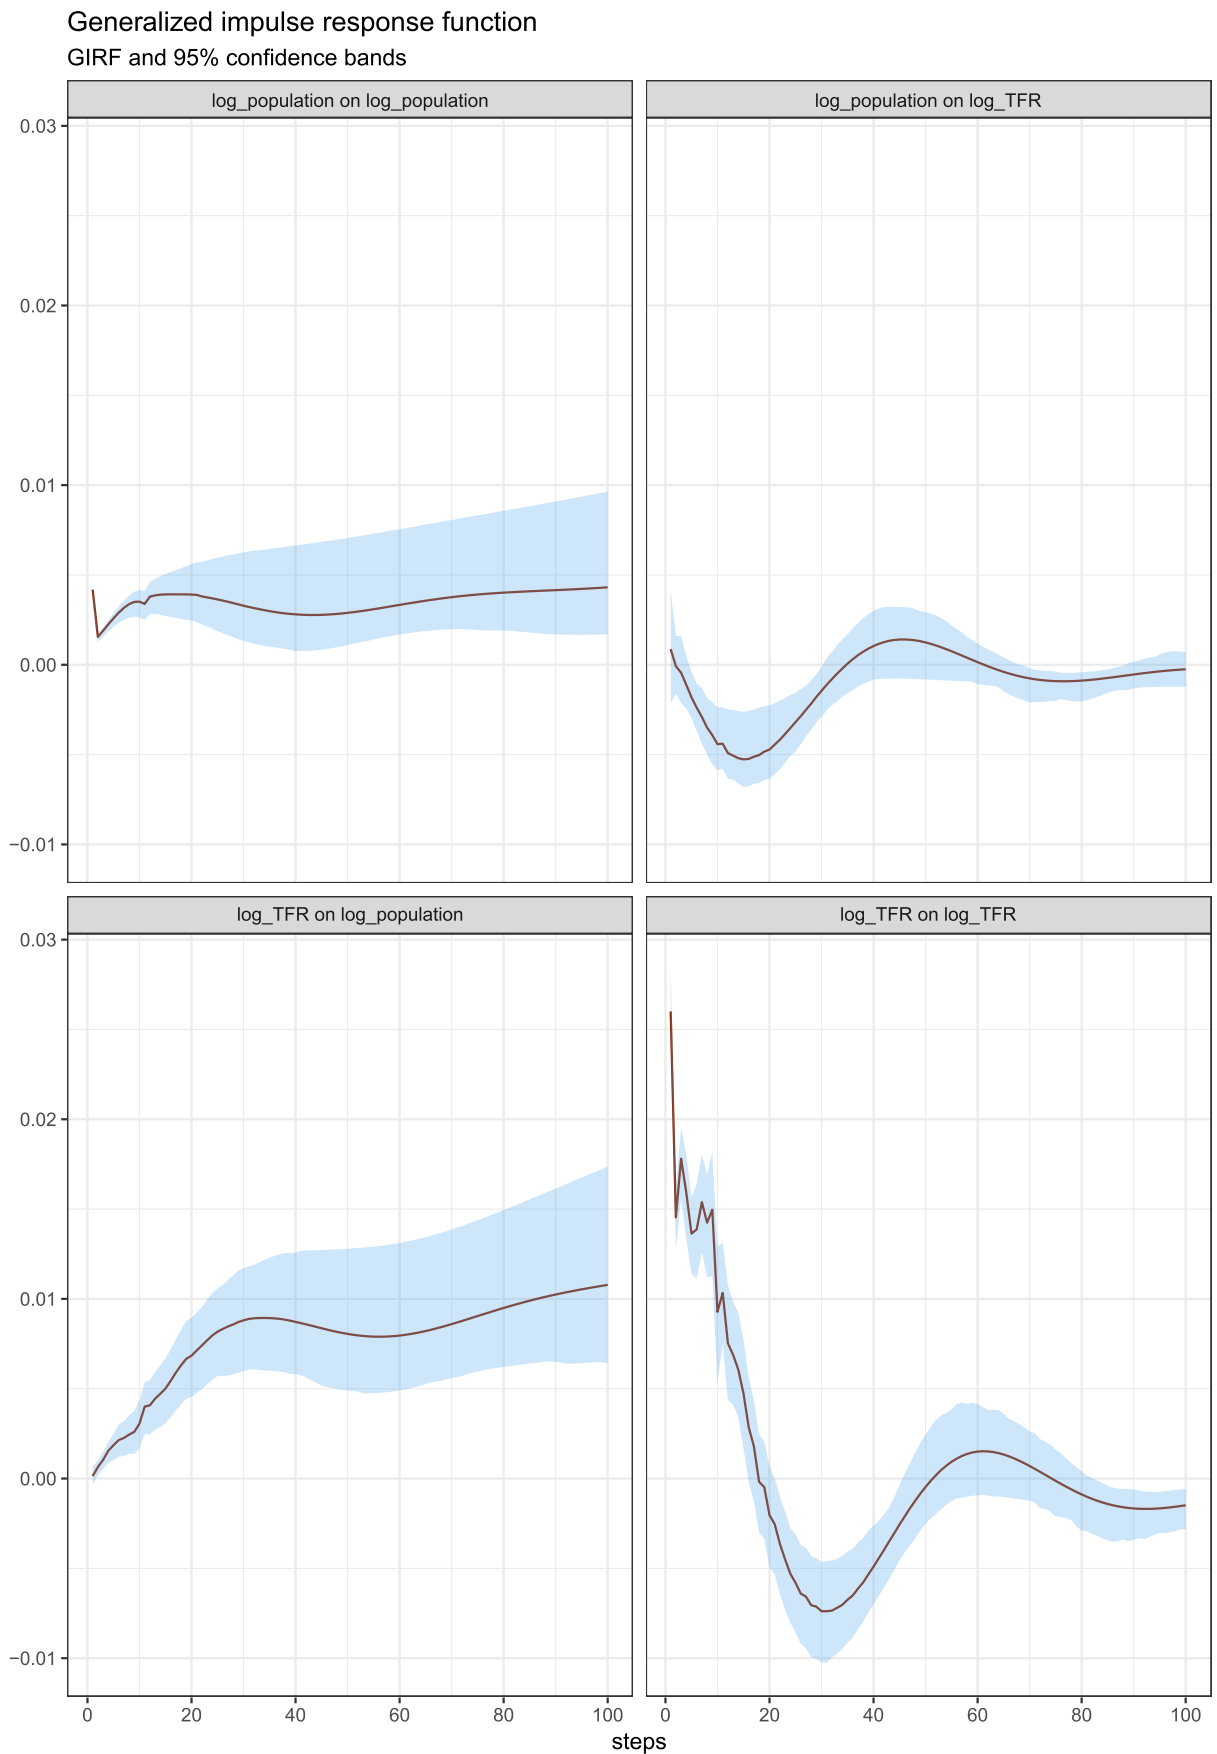 Generalized impulse response function
GIRF and 95% confidence bands
log_population on log_population
log_population on log_TFR
0.03
0.02
0.01
0.00
−0.01
log_TFR on log_population
log_TFR on log_TFR
0.03
0.02
0.01
0.00
−0.01
0 20 40 60 80 100
0 20 40 60 80 100
steps